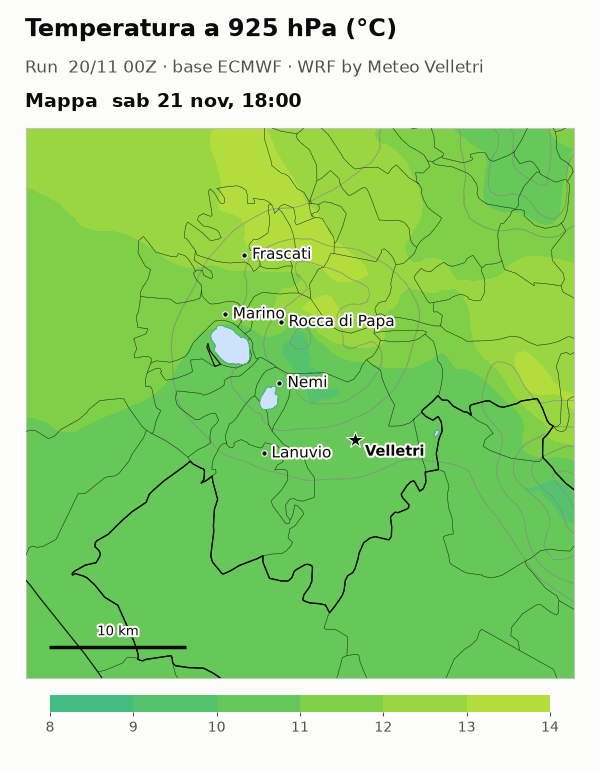 Temperatura a 925 hPa (°C)
Run  20/11 00Z · base ECMWF · WRF by Meteo Velletri
Mappa  sab 21 nov, 18:00
Frascati
Marino
Rocca di Papa
Nemi
Velletri
Lanuvio
10 km
8 9 10 11 12 13 14